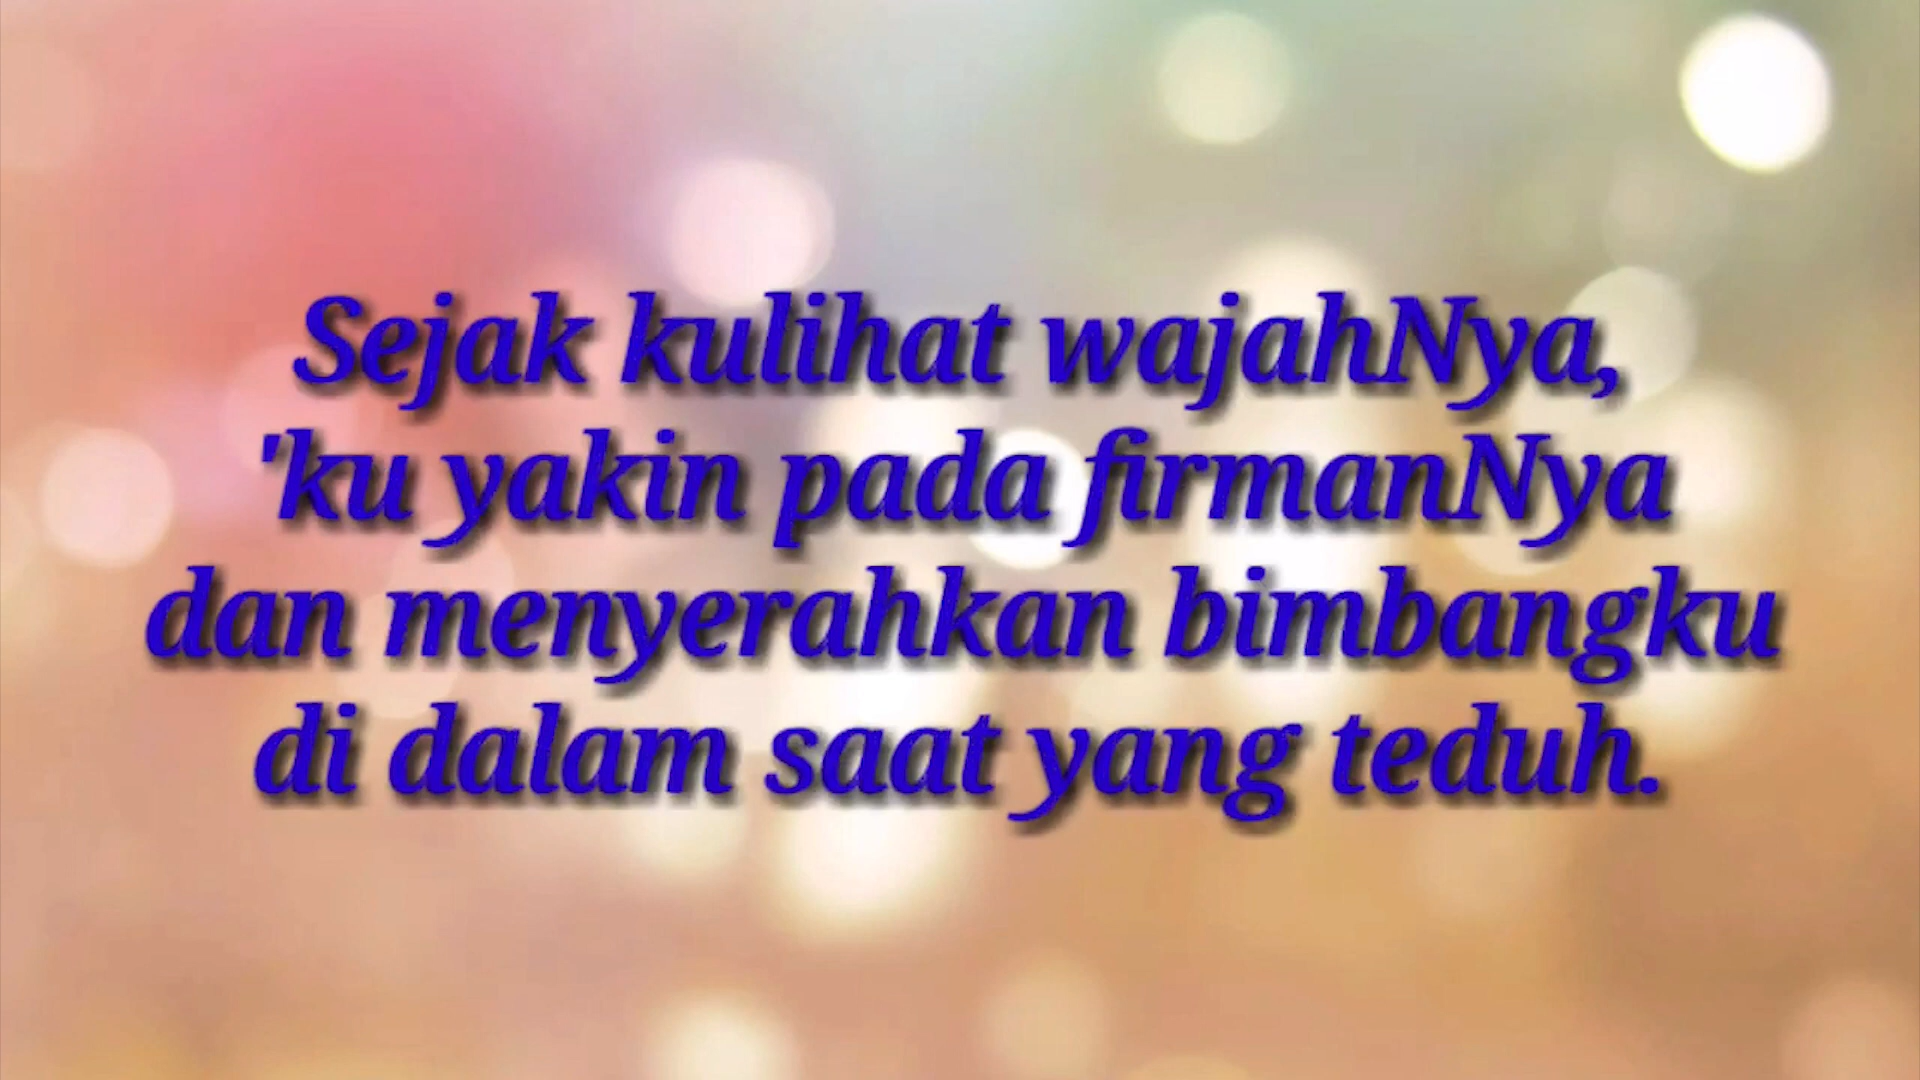 Sejak kulihat wajahNya,
'ku yakin pada firmanNya
dan menyerahkan bimbangku
di dalam saat yang teduh.